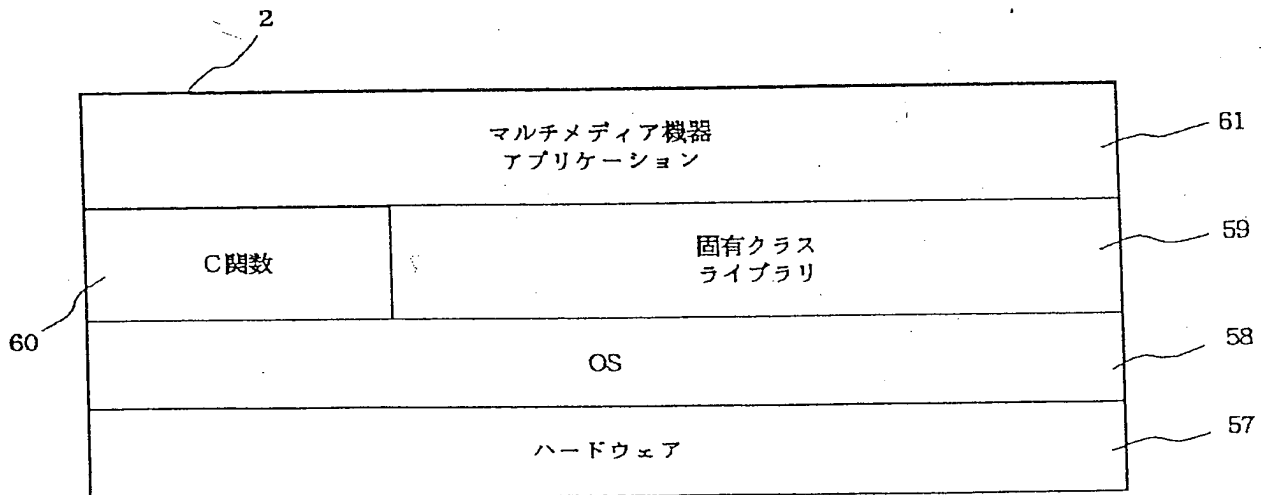 2
マルチメディア機器
アプリケーション
61
C関数
固有クラス
ライブラリ
59
60
OS
58
ハードウェア
57